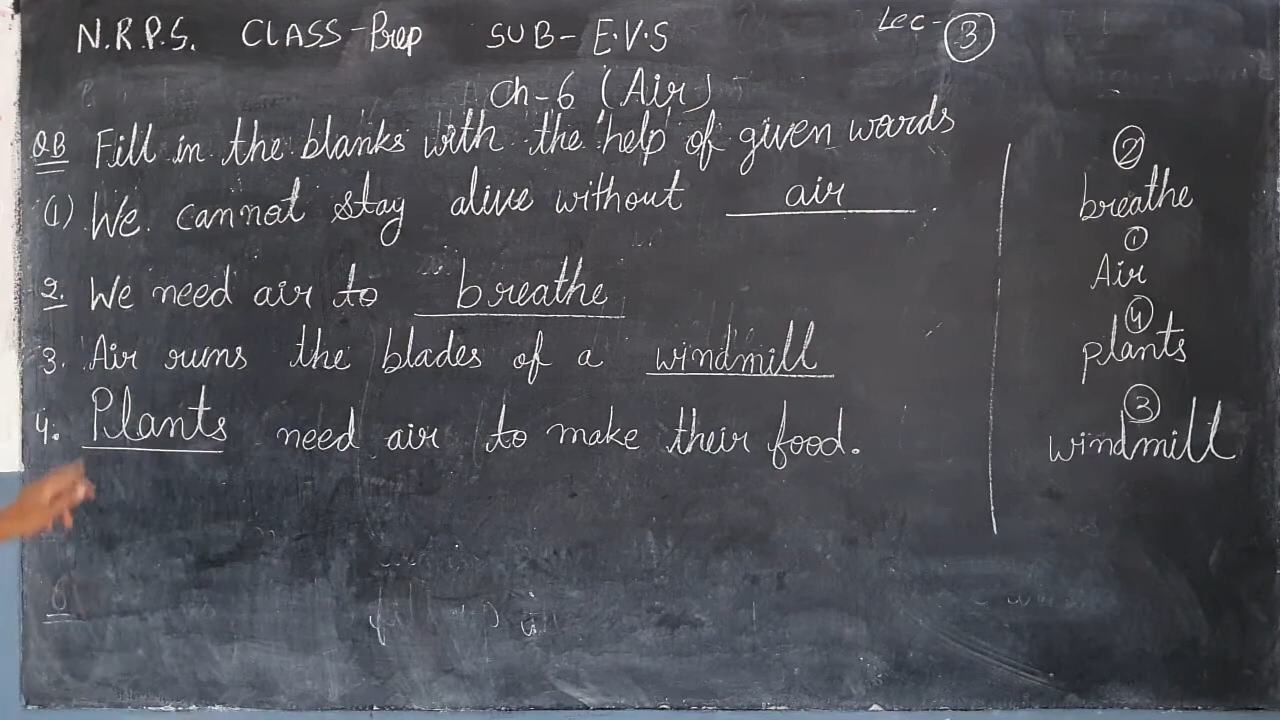 N.R.P.S. CLASS-Prep SUB- E.V.S Lec- 3
Ch-6 (Air)
QB Fill in the blanks with the help of given words
(1) We cannot stay alive without air .
2. We need air to breathe
3. Air runs the blades of a windmill
4. Plants need air to make their food.
2
breathe
1
Air
4
plants
3
windmill